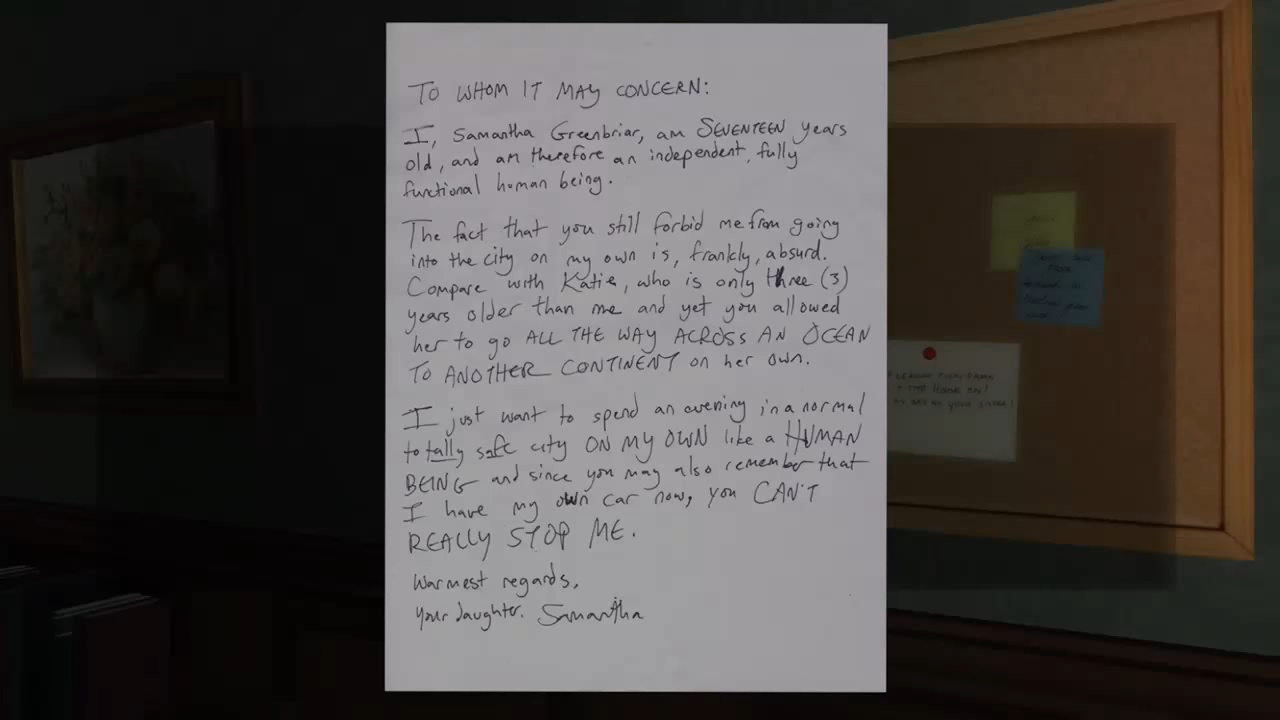 TO WHOM IT MAY CONCERN:
I, Samantha Greenbriar, am SEVENTEEN years
old, and am therefore an independent, fully
functional human being.
The fact that you still forbid me from going
into the city on my own is, frankly, absurd.
Compare with Katie, who is only three (3)
years older than me and yet you allowed
her to go ALL THE WAY ACROSS AN OCEAN
TO ANOTHER CONTINENT on her own.
I just want to spend an evening in a normal
totally safe city ON MY OWN like a HUMAN
BEING and since you may also remember that
I have my own car now, you CAN'T
REALLY STOP ME.
Warmest regards,
your daughter. Samantha